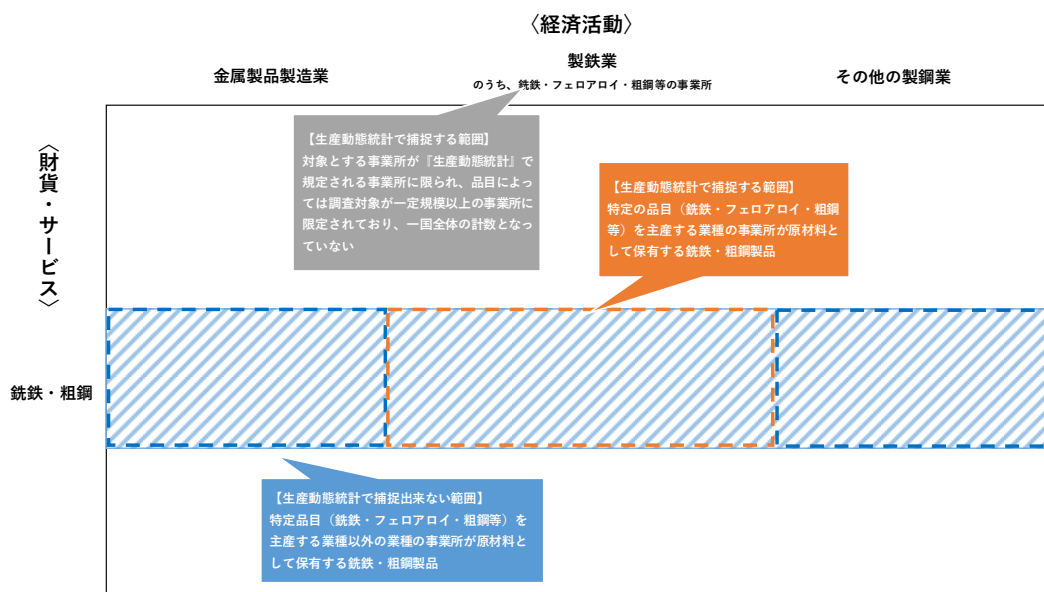 〈経済活動〉
金属製品製造業
製鉄業
のうち、銑鉄・フェロアロイ・粗鋼等の事業所
その他の製鋼業
〈財貨・サービス〉
【生産動態統計で捕捉する範囲】
対象とする事業所が『生産動態統計』で
規定される事業所に限られ、品目によっ
ては調査対象が一定規模以上の事業所に
限定されており、一国全体の計数となっ
ていない
【生産動態統計で捕捉する範囲】
特定の品目（銑鉄・フェロアロイ・粗鋼
等）を主産する業種の事業所が原材料と
して保有する銑鉄・粗鋼製品
銑鉄・粗鋼
【生産動態統計で捕捉出来ない範囲】
特定品目（銑鉄・フェロアロイ・粗鋼等）を
主産する業種以外の業種の事業所が原材料と
して保有する銑鉄・粗鋼製品